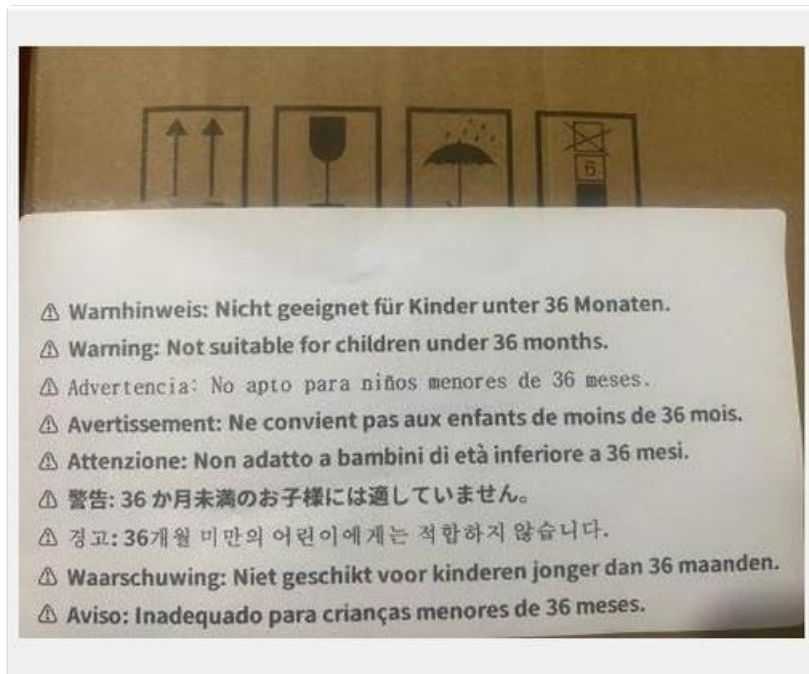 ⚠ Warnhinweis: Nicht geeignet für Kinder unter 36 Monaten.
⚠ Warning: Not suitable for children under 36 months.
⚠ Advertencia: No apto para niños menores de 36 meses.
⚠ Avertissement: Ne convient pas aux enfants de moins de 36 mois.
⚠ Attenzione: Non adatto a bambini di età inferiore a 36 mesi.
⚠ 警告: 36 か月未満のお子様には適していません。
⚠ 경고: 36개월 미만의 어린이에게는 적합하지 않습니다.
⚠ Waarschuwing: Niet geschikt voor kinderen jonger dan 36 maanden.
⚠ Aviso: Inadequado para crianças menores de 36 meses.